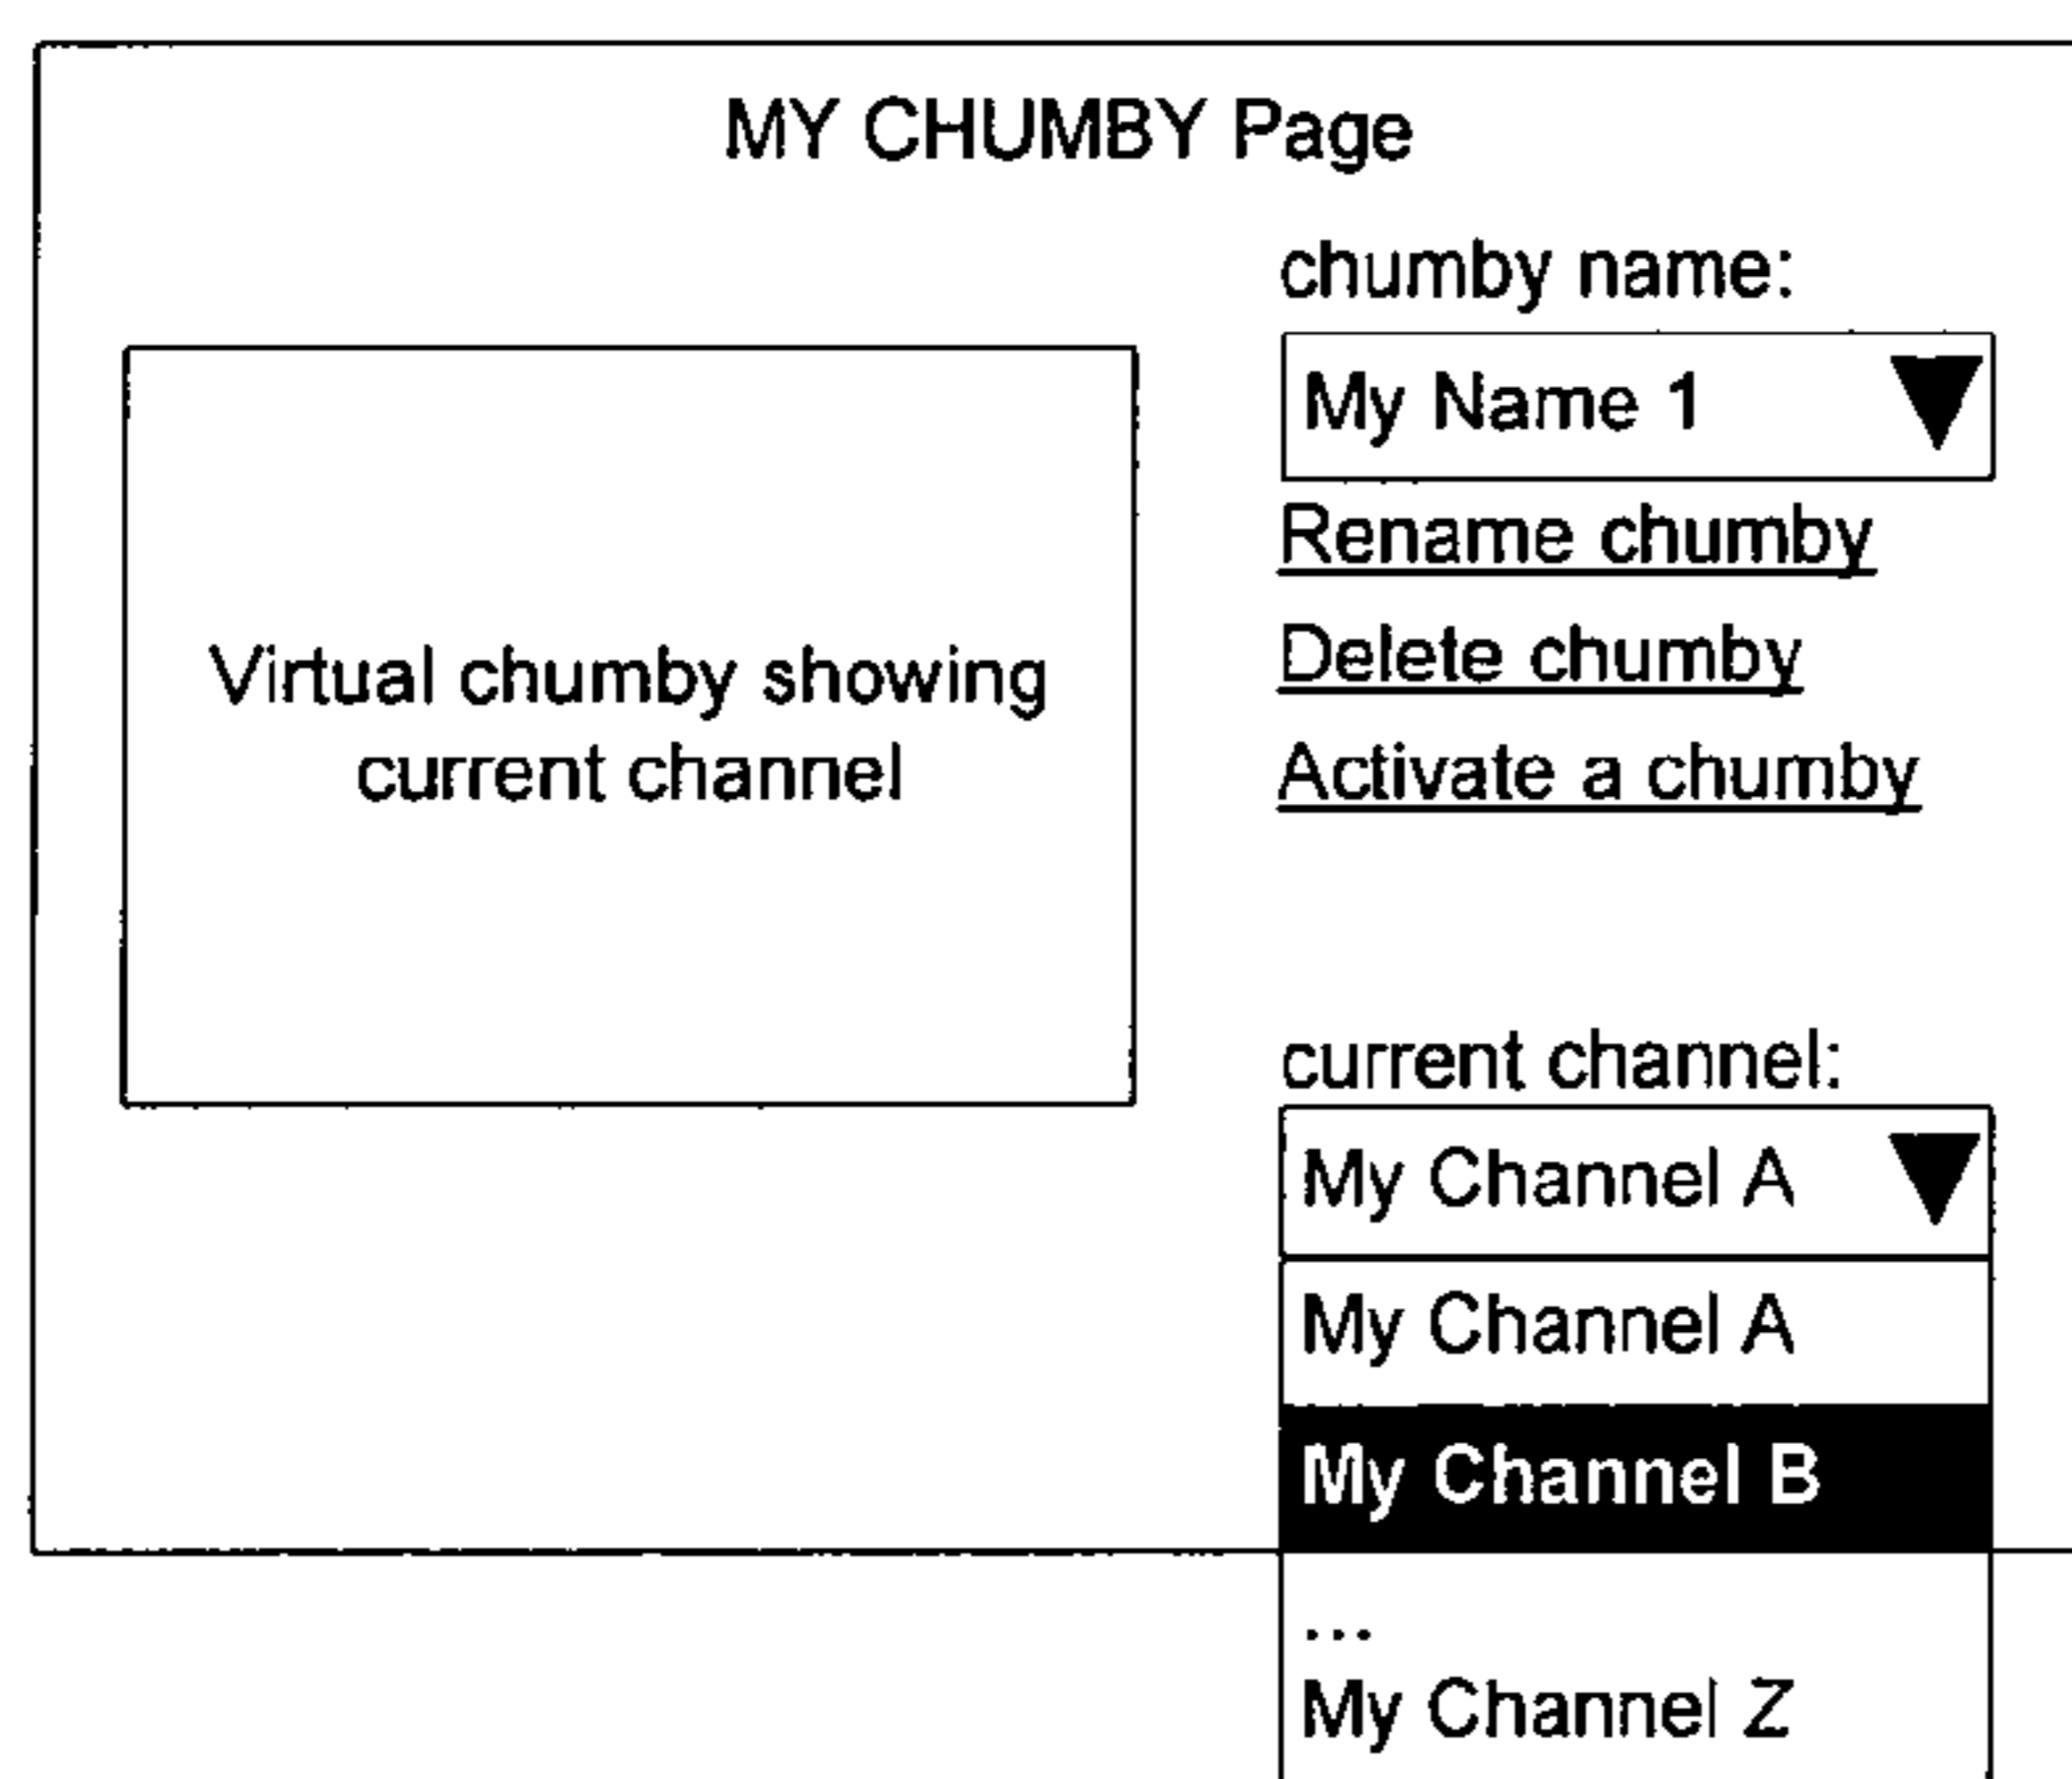 MY CHUMBY Page
chumby name:
My Name 1
Rename chumby
Delete chumby
Activate a chumby
Virtual chumby showing
current channel
current channel:
My Channel A
My Channel A
My Channel B
...
My Channel Z